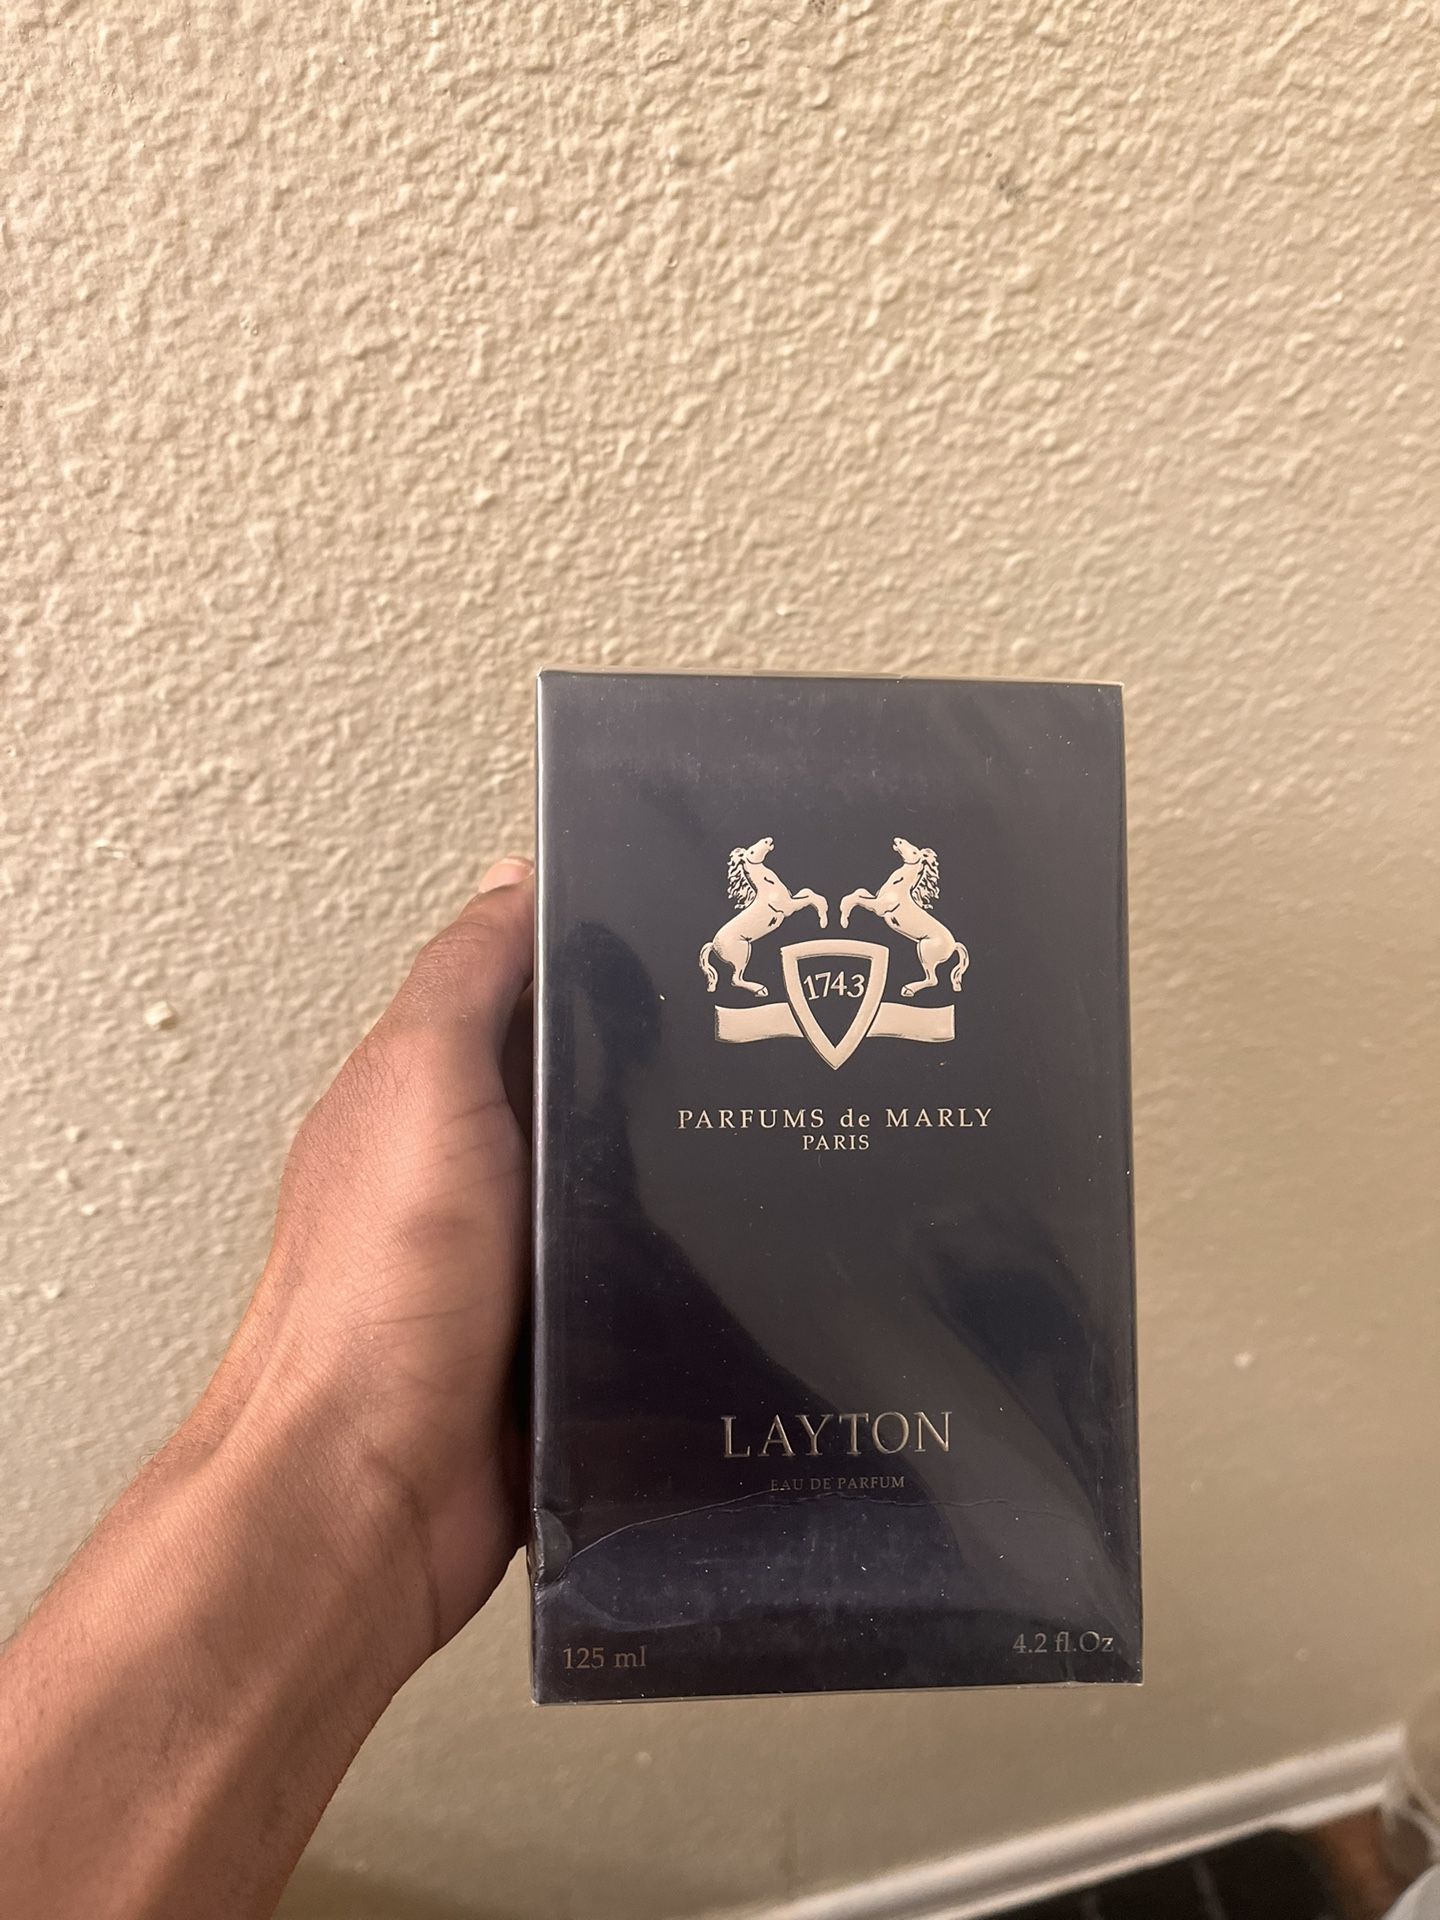 1743
PARFUMS de MARLY
PARIS
LAYTON
EAU DE PARFUM
125 ml
4.2 fl.Oz